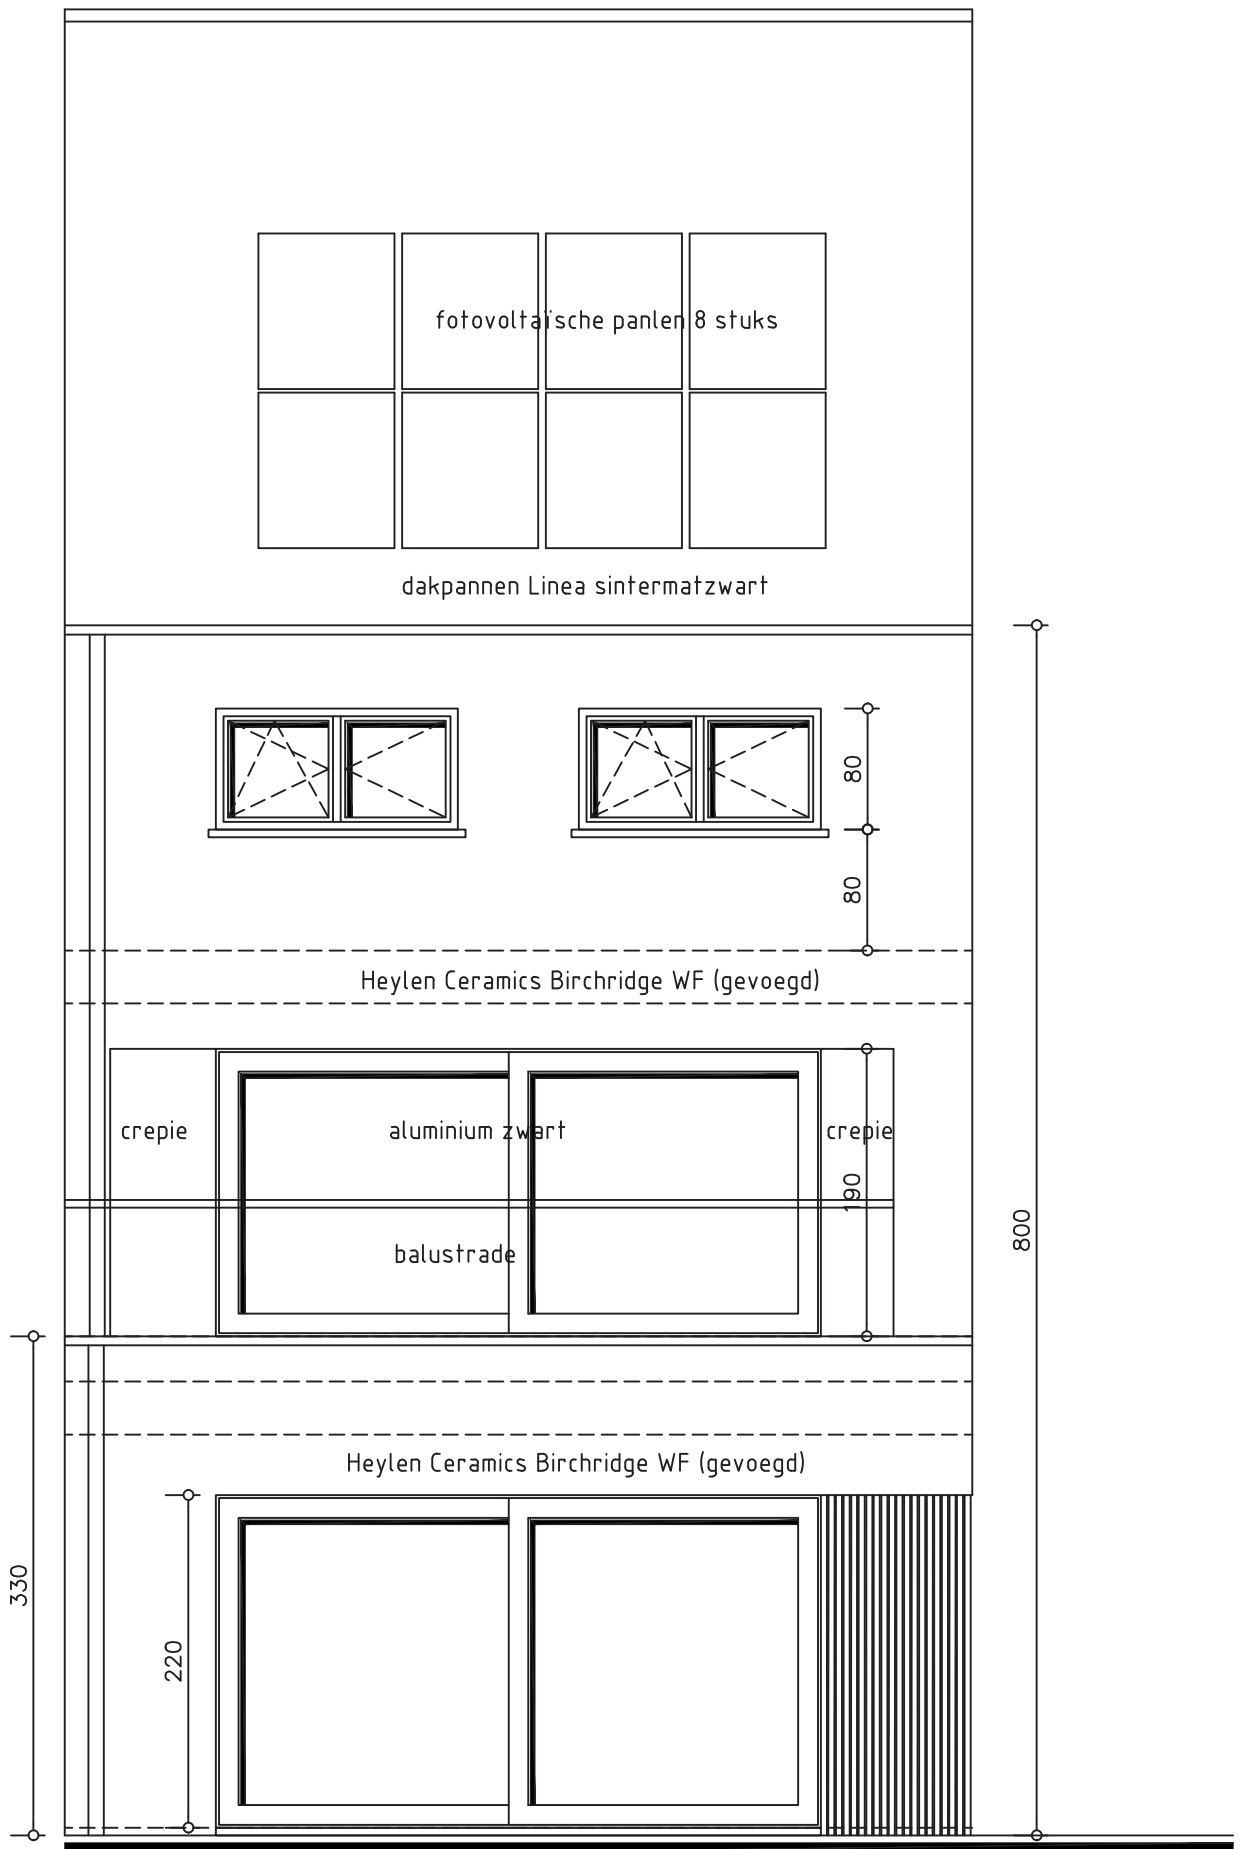 fotovoltaïsche panlen 8 stuks
dakpannen Linea sintermatzwart
80
80
Heylen Ceramics Birchridge WF (gevoegd)
crepie
aluminium zwart
crepie
190
800
balustrade
Heylen Ceramics Birchridge WF (gevoegd)
330
220